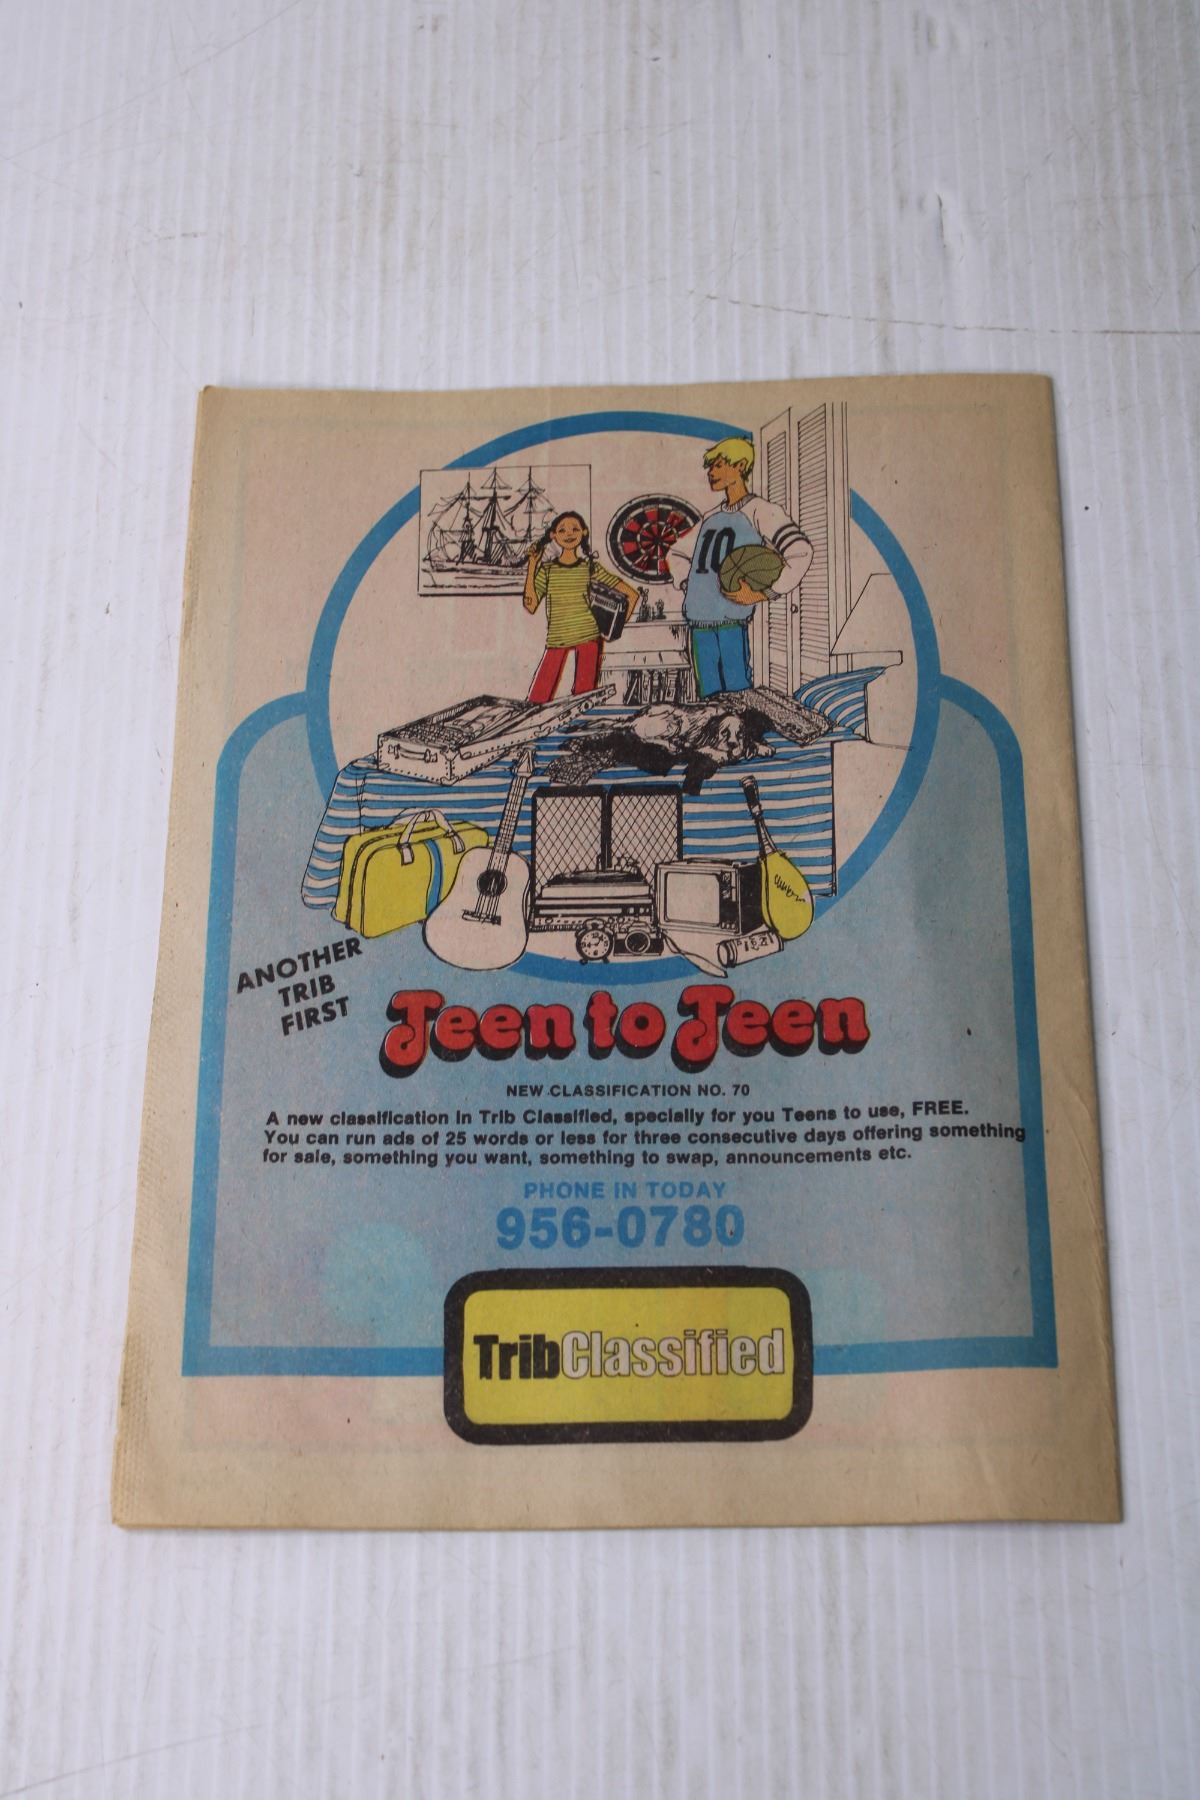 10
ANOTHER
TRIB
FIRST
Teen to Teen
NEW CLASSIFICATION NO. 70
A new classification in Trib Classified, specially for you Teens to use, FREE.
You can run ads of 25 words or less for three consecutive days offering something
for sale, something you want, something to swap, announcements etc.
PHONE IN TODAY
956-0780
TribClassified